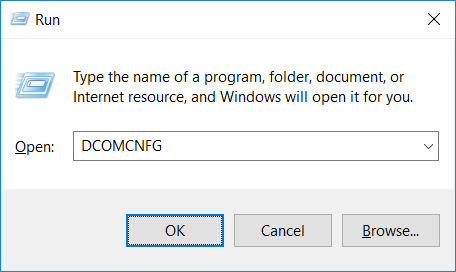 Run
Type the name of a program, folder, document, or
Internet resource, and Windows will open it for you.
Open: DCOMCNFG
OK Cancel Browse...